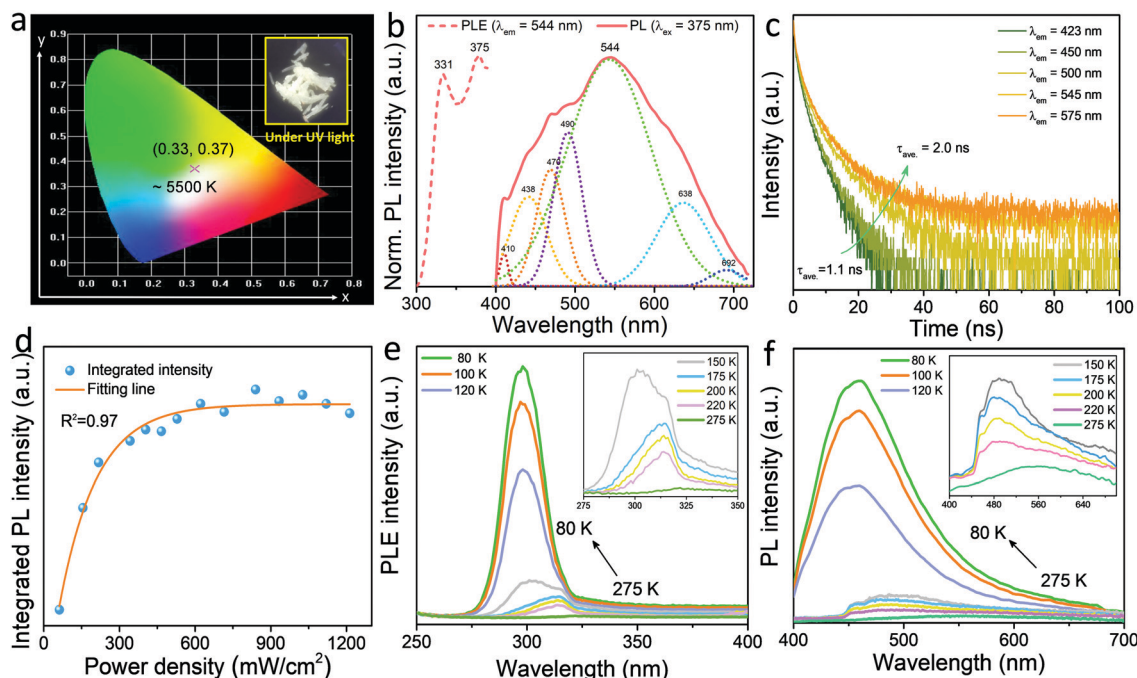 a
y
0.9
0.8
0.7
0.6
0.5
0.4
0.3
0.2
0.1
0.0
0.0 0.1 0.2 0.3 0.4 0.5 0.6 0.7 0.8
x
Under UV light
(0.33, 0.37)
~ 5500 K
b
PLE (λem = 544 nm) PL (λex = 375 nm)
331
375
544
410
438
470
490
638
692
Norm. PL intensity (a.u.)
300 400 500 600 700
Wavelength (nm)
c
λem = 423 nm
λem = 450 nm
λem = 500 nm
λem = 545 nm
λem = 575 nm
τave. = 2.0 ns
τave.=1.1 ns
Intensity (a.u.)
0 20 40 60 80 100
Time (ns)
d
Integrated intensity
Fitting line
R²=0.97
Integrated PL intensity (a.u.)
0 300 600 900 1200
Power density (mW/cm²)
e
80 K
100 K
120 K
150 K
175 K
200 K
220 K
275 K
275 300 325 350
80 K
275 K
PLE intensity (a.u.)
250 300 350 400
Wavelength (nm)
f
80 K
100 K
120 K
150 K
175 K
200 K
220 K
275 K
400 480 560 640
80 K
275 K
PL intensity (a.u.)
400 500 600 700
Wavelength (nm)